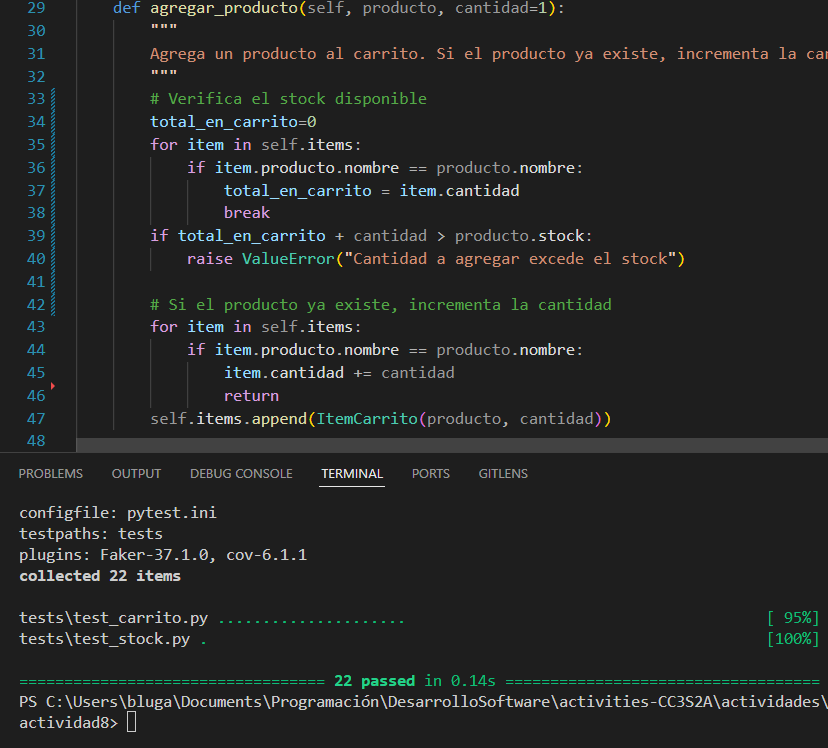 29 def agregar_producto(self, producto, cantidad=1):
30 """
31 Agrega un producto al carrito. Si el producto ya existe, incrementa la
32 """
33 # Verifica el stock disponible
34 total_en_carrito=0
35 for item in self.items:
36 if item.producto.nombre == producto.nombre:
37 total_en_carrito = item.cantidad
38 break
39 if total_en_carrito + cantidad > producto.stock:
40 raise ValueError("Cantidad a agregar excede el stock")
41
42 # Si el producto ya existe, incrementa la cantidad
43 for item in self.items:
44 if item.producto.nombre == producto.nombre:
45 item.cantidad += cantidad
46 return
47 self.items.append(ItemCarrito(producto, cantidad))
48
PROBLEMS OUTPUT DEBUG CONSOLE TERMINAL PORTS GITLENS
configfile: pytest.ini
testpaths: tests
plugins: Faker-37.1.0, cov-6.1.1
collected 22 items
tests\test_carrito.py ..................... [ 95%]
tests\test_stock.py . [100%]
================================== 22 passed in 0.14s ===================================
PS C:\Users\bluga\Documents\Programación\DesarrolloSoftware\activities-CC3S2A\actividades\
actividad8>